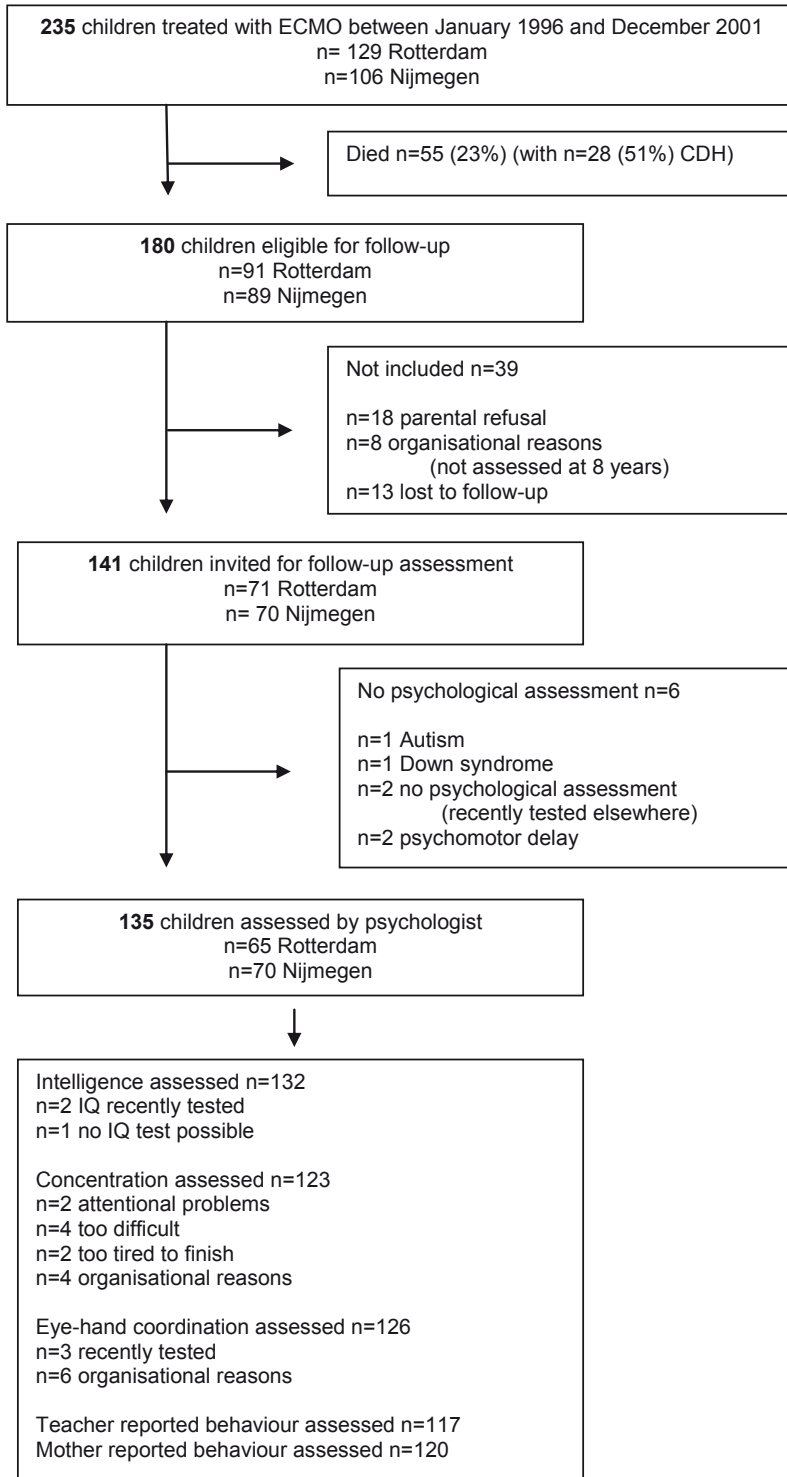 235 children treated with ECMO between January 1996 and December 2001
n= 129 Rotterdam
n=106 Nijmegen
Died n=55 (23%) (with n=28 (51%) CDH)
180 children eligible for follow-up
n=91 Rotterdam
n=89 Nijmegen
Not included n=39
n=18 parental refusal
n=8 organisational reasons
(not assessed at 8 years)
n=13 lost to follow-up
141 children invited for follow-up assessment
n=71 Rotterdam
n= 70 Nijmegen
No psychological assessment n=6
n=1 Autism
n=1 Down syndrome
n=2 no psychological assessment
(recently tested elsewhere)
n=2 psychomotor delay
135 children assessed by psychologist
n=65 Rotterdam
n=70 Nijmegen
Intelligence assessed n=132
n=2 IQ recently tested
n=1 no IQ test possible
Concentration assessed n=123
n=2 attentional problems
n=4 too difficult
n=2 too tired to finish
n=4 organisational reasons
Eye-hand coordination assessed n=126
n=3 recently tested
n=6 organisational reasons
Teacher reported behaviour assessed n=117
Mother reported behaviour assessed n=120